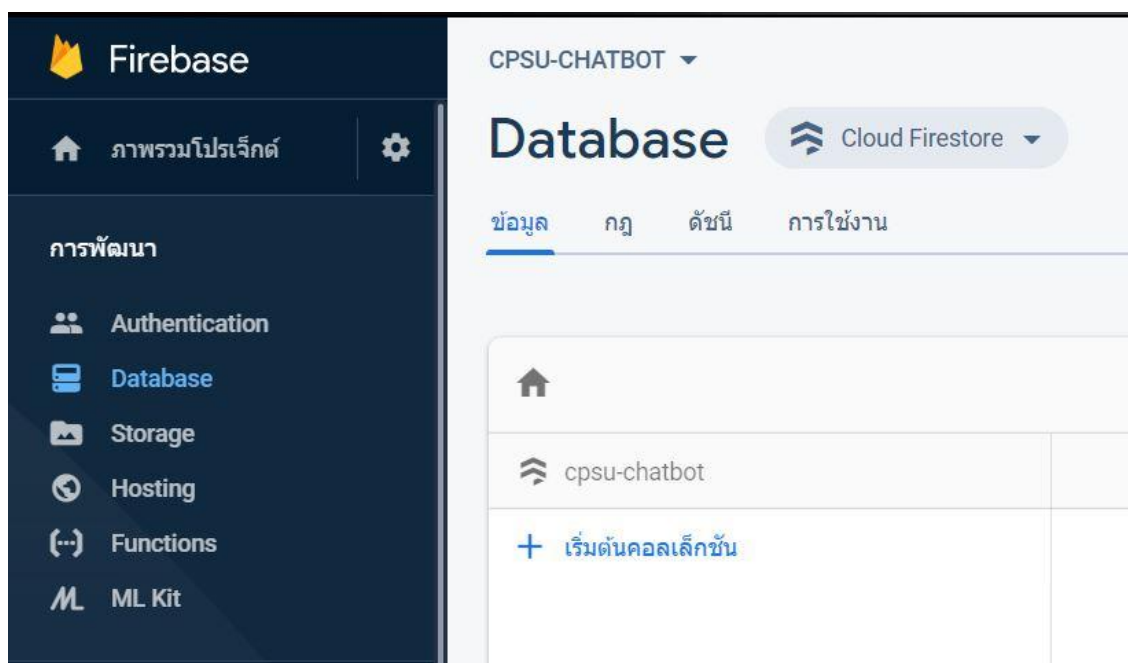 Firebase
ภาพรวมโปรเจ็กต์
การพัฒนา
Authentication
Database
Storage
Hosting
Functions
ML Kit
CPSU-CHATBOT
Database
Cloud Firestore
ข้อมูล กฎ ดัชนี การใช้งาน
cpsu-chatbot
+ เริ่มต้นคอลเล็กชัน